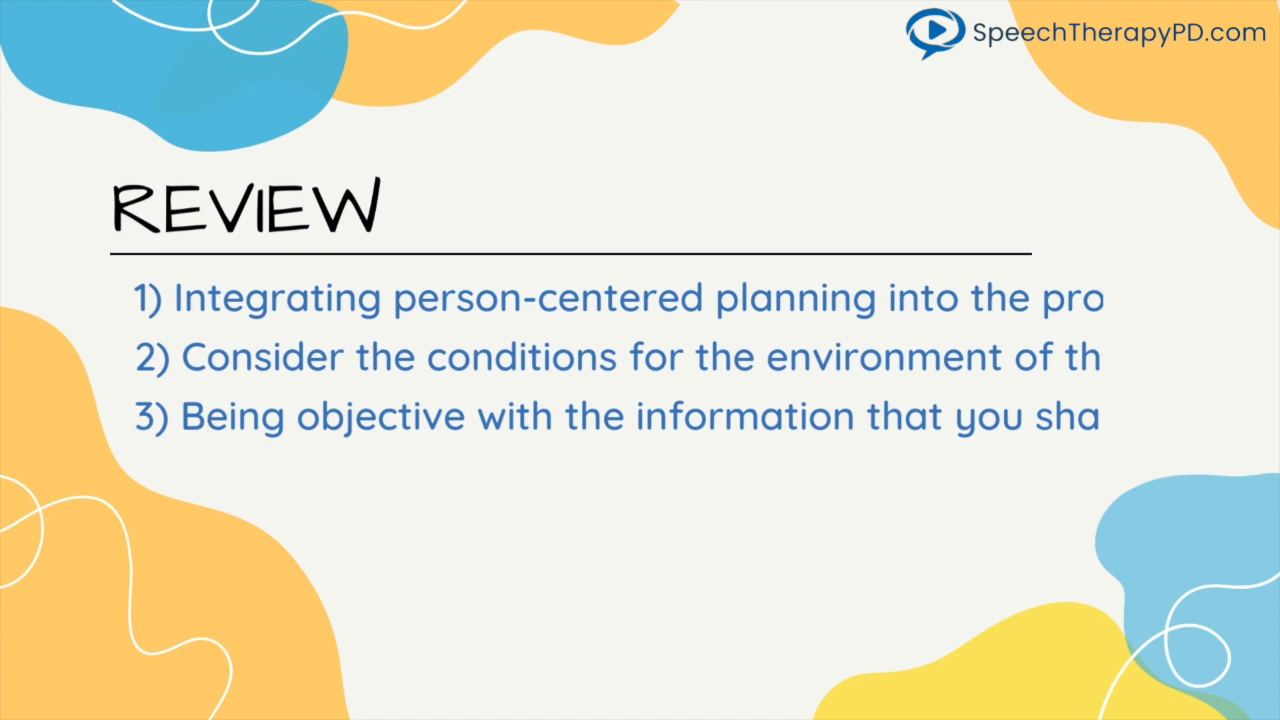 SpeechTherapyPD.com
REVIEW
1) Integrating person-centered planning into the pro
2) Consider the conditions for the environment of th
3) Being objective with the information that you sha